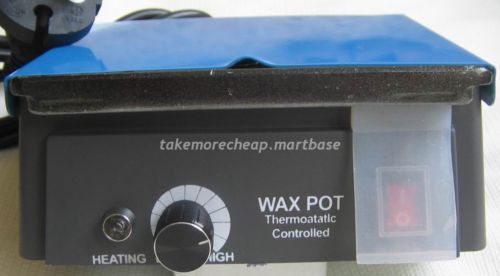 takemorecheap.martbase
WAX POT
Thermoatatic
Controlled
HEATING
HIGH